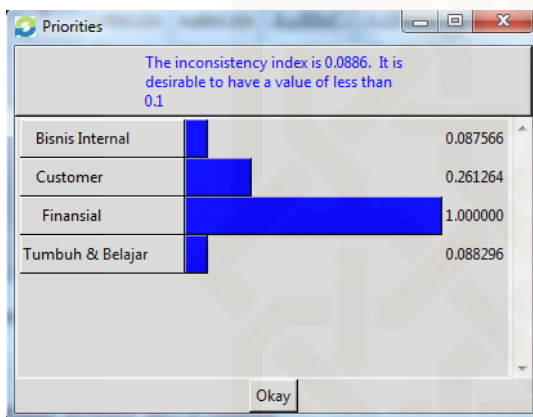 Priorities
The inconsistency index is 0.0886. It is
desirable to have a value of less than
0.1
Bisnis Internal 0.087566
Customer 0.261264
Finansial 1.000000
Tumbuh & Belajar 0.088296
Okay